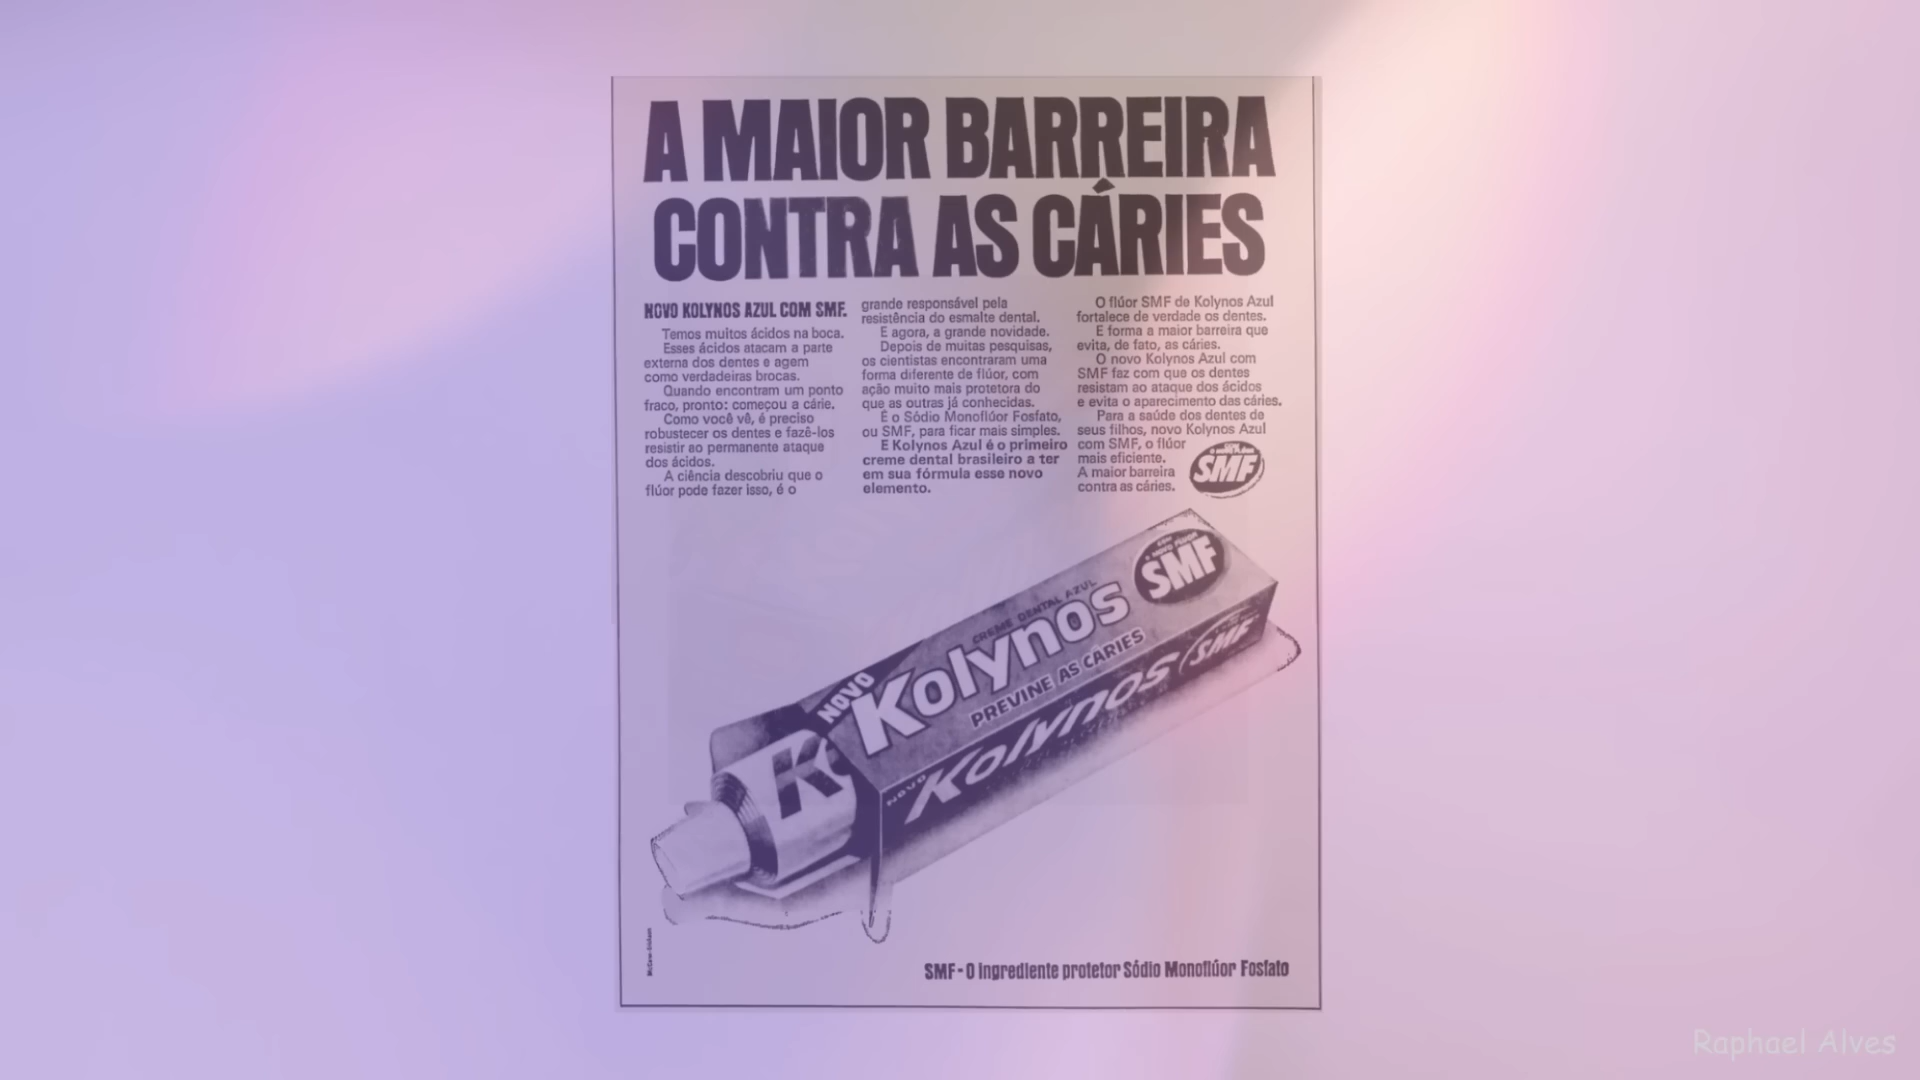 A MAIOR BARREIRA
CONTRA AS CÁRIES
NOVO KOLYNOS AZUL COM SMF.
Temos muitos ácidos na boca.
Esses ácidos atacam a parte
externa dos dentes e agem
como verdadeiras brocas.
Quando encontram um ponto
fraco, pronto: começou a cárie.
Como você vê, é preciso
robustecer os dentes e fazê-los
resistir ao permanente ataque
dos ácidos.
A ciência descobriu que o
flúor pode fazer isso, é o
grande responsável pela
resistência do esmalte dental.
E agora, a grande novidade.
Depois de muitas pesquisas,
os cientistas encontraram uma
forma diferente de flúor, com
ação muito mais protetora do
que as outras já conhecidas.
É o Sódio Monoflúor Fosfato,
ou SMF, para ficar mais simples.
E Kolynos Azul é o primeiro
creme dental brasileiro a ter
em sua fórmula esse novo
elemento.
O flúor SMF de Kolynos Azul
fortalece de verdade os dentes.
E forma a maior barreira que
evita, de fato, as cáries.
O novo Kolynos Azul com
SMF faz com que os dentes
resistam ao ataque dos ácidos
e evita o aparecimento das cáries.
Para a saúde dos dentes de
seus filhos, novo Kolynos Azul
com SMF, o flúor
mais eficiente.
A maior barreira
contra as cáries.
SMF
SMF
CREME DENTAL AZUL
NOVO Kolynos
PREVINE AS CÁRIES
NOVO Kolynos SMF
K
McCann-Erickson
SMF - O ingrediente protetor Sódio Monoflúor Fosfato
Raphael Alves